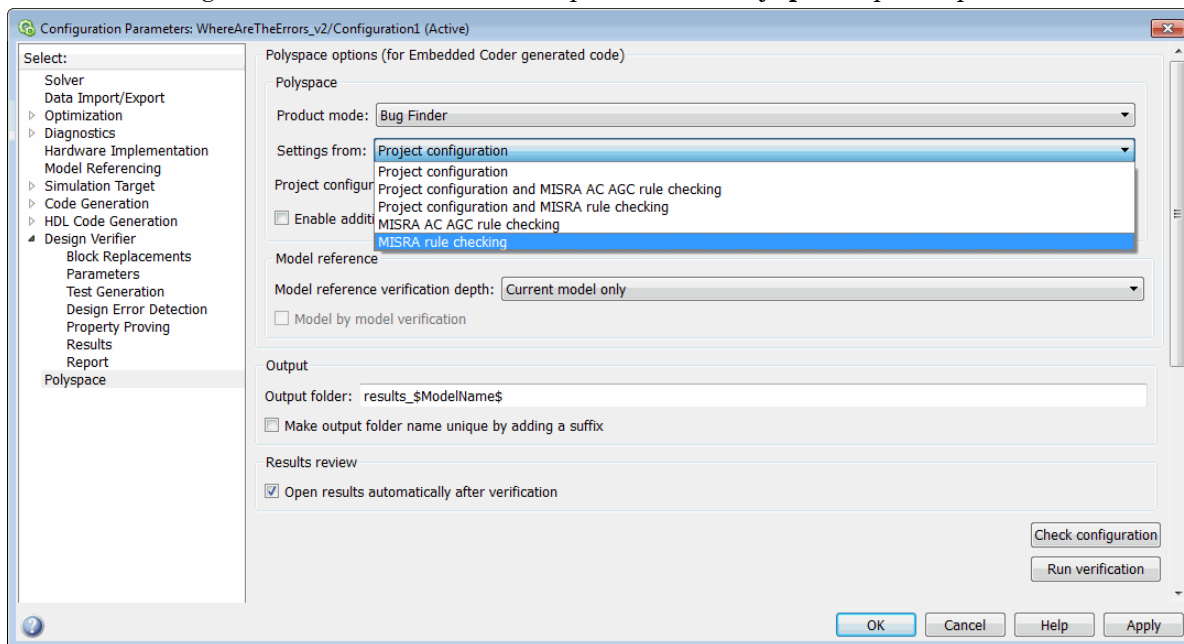 Configuration Parameters: WhereAreTheErrors_v2/Configuration1 (Active)
Select:
Solver
Data Import/Export
Optimization
Diagnostics
Hardware Implementation
Model Referencing
Simulation Target
Code Generation
HDL Code Generation
Design Verifier
Block Replacements
Parameters
Test Generation
Design Error Detection
Property Proving
Results
Report
Polyspace
Polyspace options (for Embedded Coder generated code)
Polyspace
Product mode: Bug Finder
Settings from: Project configuration
Project configuration
Project configuration and MISRA AC AGC rule checking
Project configuration and MISRA rule checking
MISRA AC AGC rule checking
MISRA rule checking
Project configur
Enable additi
Model reference
Model reference verification depth: Current model only
Model by model verification
Output
Output folder: results_$ModelName$
Make output folder name unique by adding a suffix
Results review
Open results automatically after verification
Check configuration
Run verification
OK Cancel Help Apply